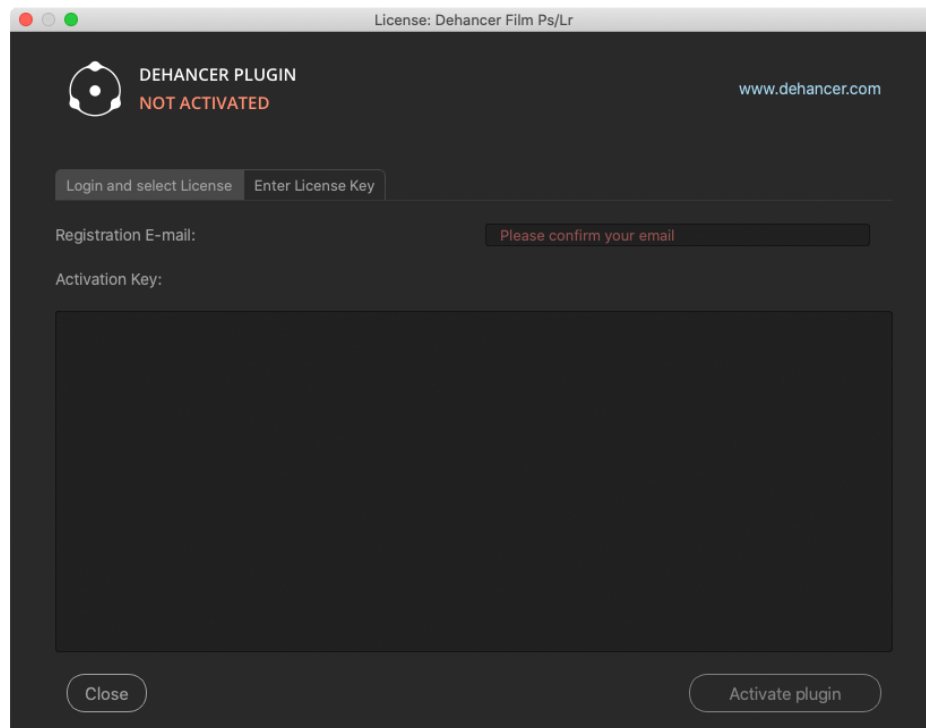 License: Dehancer Film Ps/Lr
DEHANCER PLUGIN
NOT ACTIVATED
www.dehancer.com
Login and select License Enter License Key
Registration E-mail: Please confirm your email
Activation Key:
Close Activate plugin